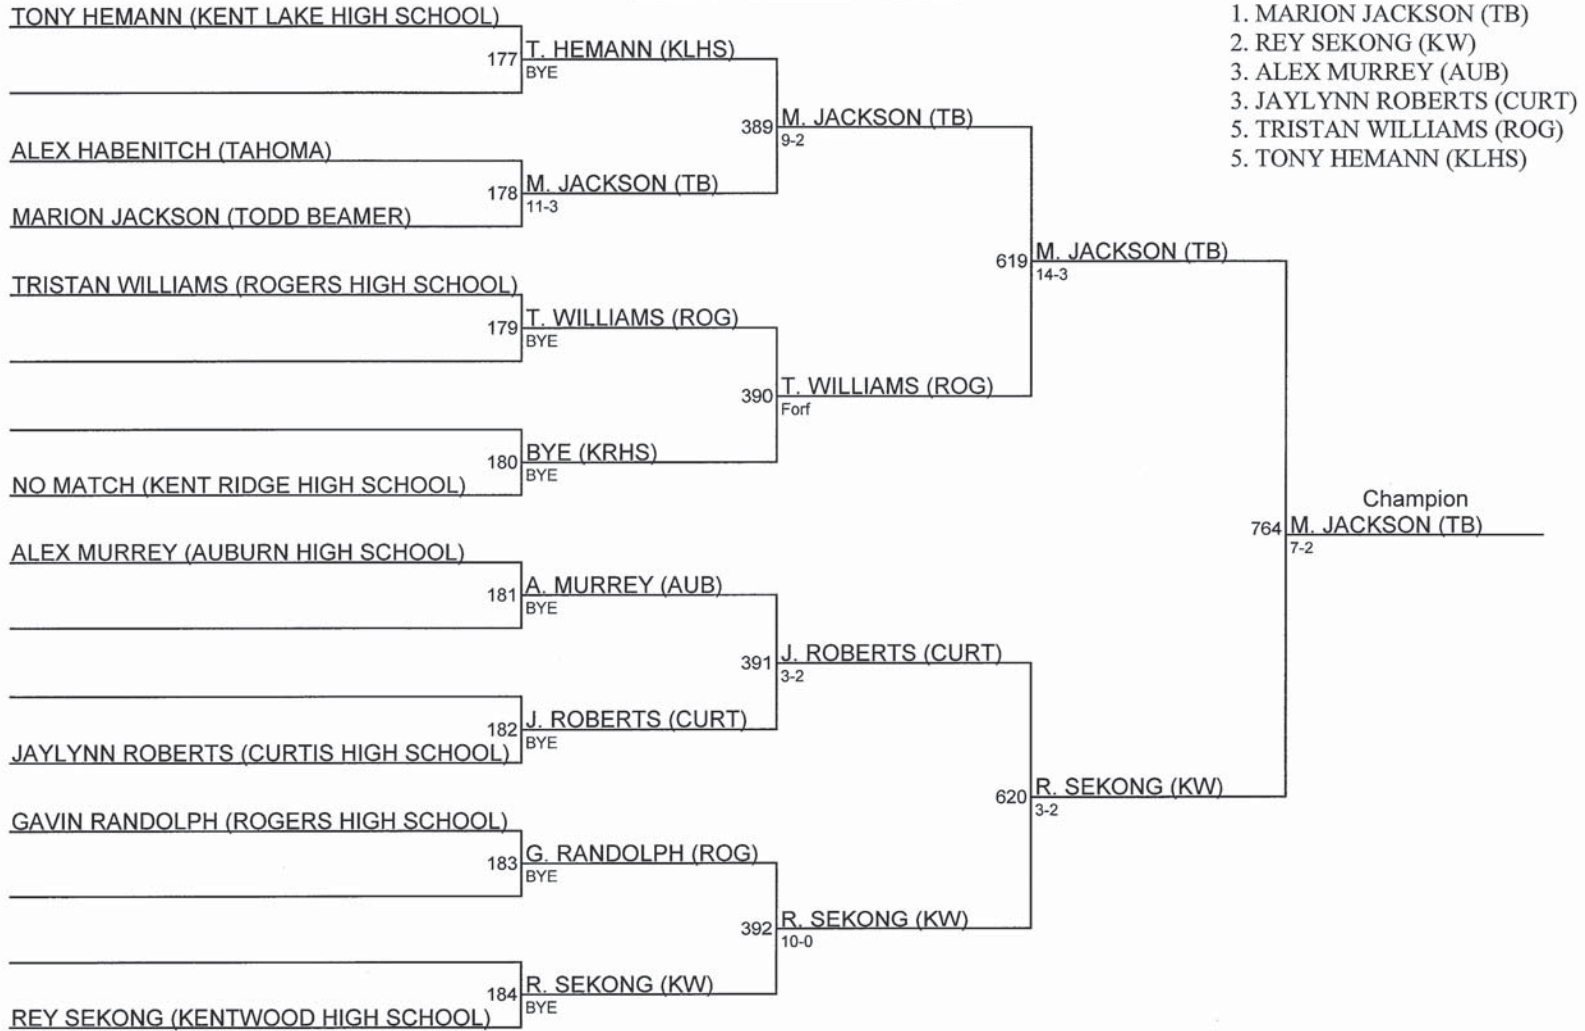 TONY HEMANN (KENT LAKE HIGH SCHOOL)
177 T. HEMANN (KLHS)
BYE
389 M. JACKSON (TB)
9-2
ALEX HABENITCH (TAHOMA)
178 M. JACKSON (TB)
11-3
MARION JACKSON (TODD BEAMER)
619 M. JACKSON (TB)
14-3
TRISTAN WILLIAMS (ROGERS HIGH SCHOOL)
179 T. WILLIAMS (ROG)
BYE
390 T. WILLIAMS (ROG)
Forf
180 BYE (KRHS)
BYE
NO MATCH (KENT RIDGE HIGH SCHOOL)
Champion
764 M. JACKSON (TB)
7-2
ALEX MURREY (AUBURN HIGH SCHOOL)
181 A. MURREY (AUB)
BYE
391 J. ROBERTS (CURT)
3-2
182 J. ROBERTS (CURT)
BYE
JAYLYNN ROBERTS (CURTIS HIGH SCHOOL)
620 R. SEKONG (KW)
3-2
GAVIN RANDOLPH (ROGERS HIGH SCHOOL)
183 G. RANDOLPH (ROG)
BYE
392 R. SEKONG (KW)
10-0
184 R. SEKONG (KW)
BYE
REY SEKONG (KENTWOOD HIGH SCHOOL)
1. MARION JACKSON (TB)
2. REY SEKONG (KW)
3. ALEX MURREY (AUB)
3. JAYLYNN ROBERTS (CURT)
5. TRISTAN WILLIAMS (ROG)
5. TONY HEMANN (KLHS)